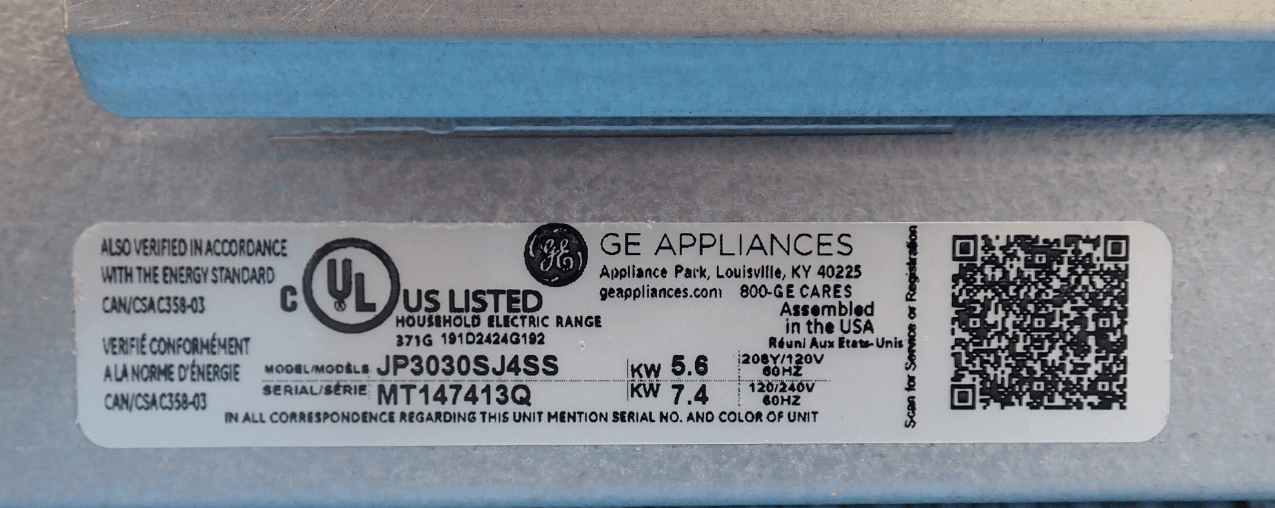 ALSO VERIFIED IN ACCORDANCE
WITH THE ENERGY STANDARD
CAN/CSA C358-03
VERIFIÉ CONFORMÉMENT
A LA NORME D'ÉNERGIE
CAN/CSA C358-03
C UL US LISTED
HOUSEHOLD ELECTRIC RANGE
371G 191D2424G192
GE GE APPLIANCES
Appliance Park, Louisville, KY 40225
geappliances.com 800-GE CARES
Assembled
in the USA
Réuni Aux Etats-Unis
MODEL/MODÈLE JP3030SJ4SS KW 5.6 208Y/120V 60HZ
SERIAL/SÉRIE MT147413Q KW 7.4 120/240V 60HZ
IN ALL CORRESPONDENCE REGARDING THIS UNIT MENTION SERIAL NO. AND COLOR OF UNIT
Scan for Service or Registration